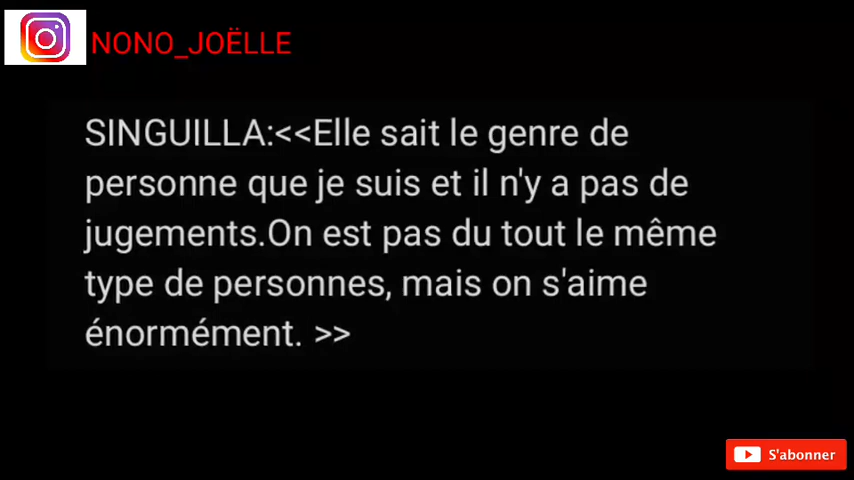 NONO_JOËLLE
SINGUILLA:<<Elle sait le genre de
personne que je suis et il n'y a pas de
jugements.On est pas du tout le même
type de personnes, mais on s'aime
énormément. >>
S'abonner